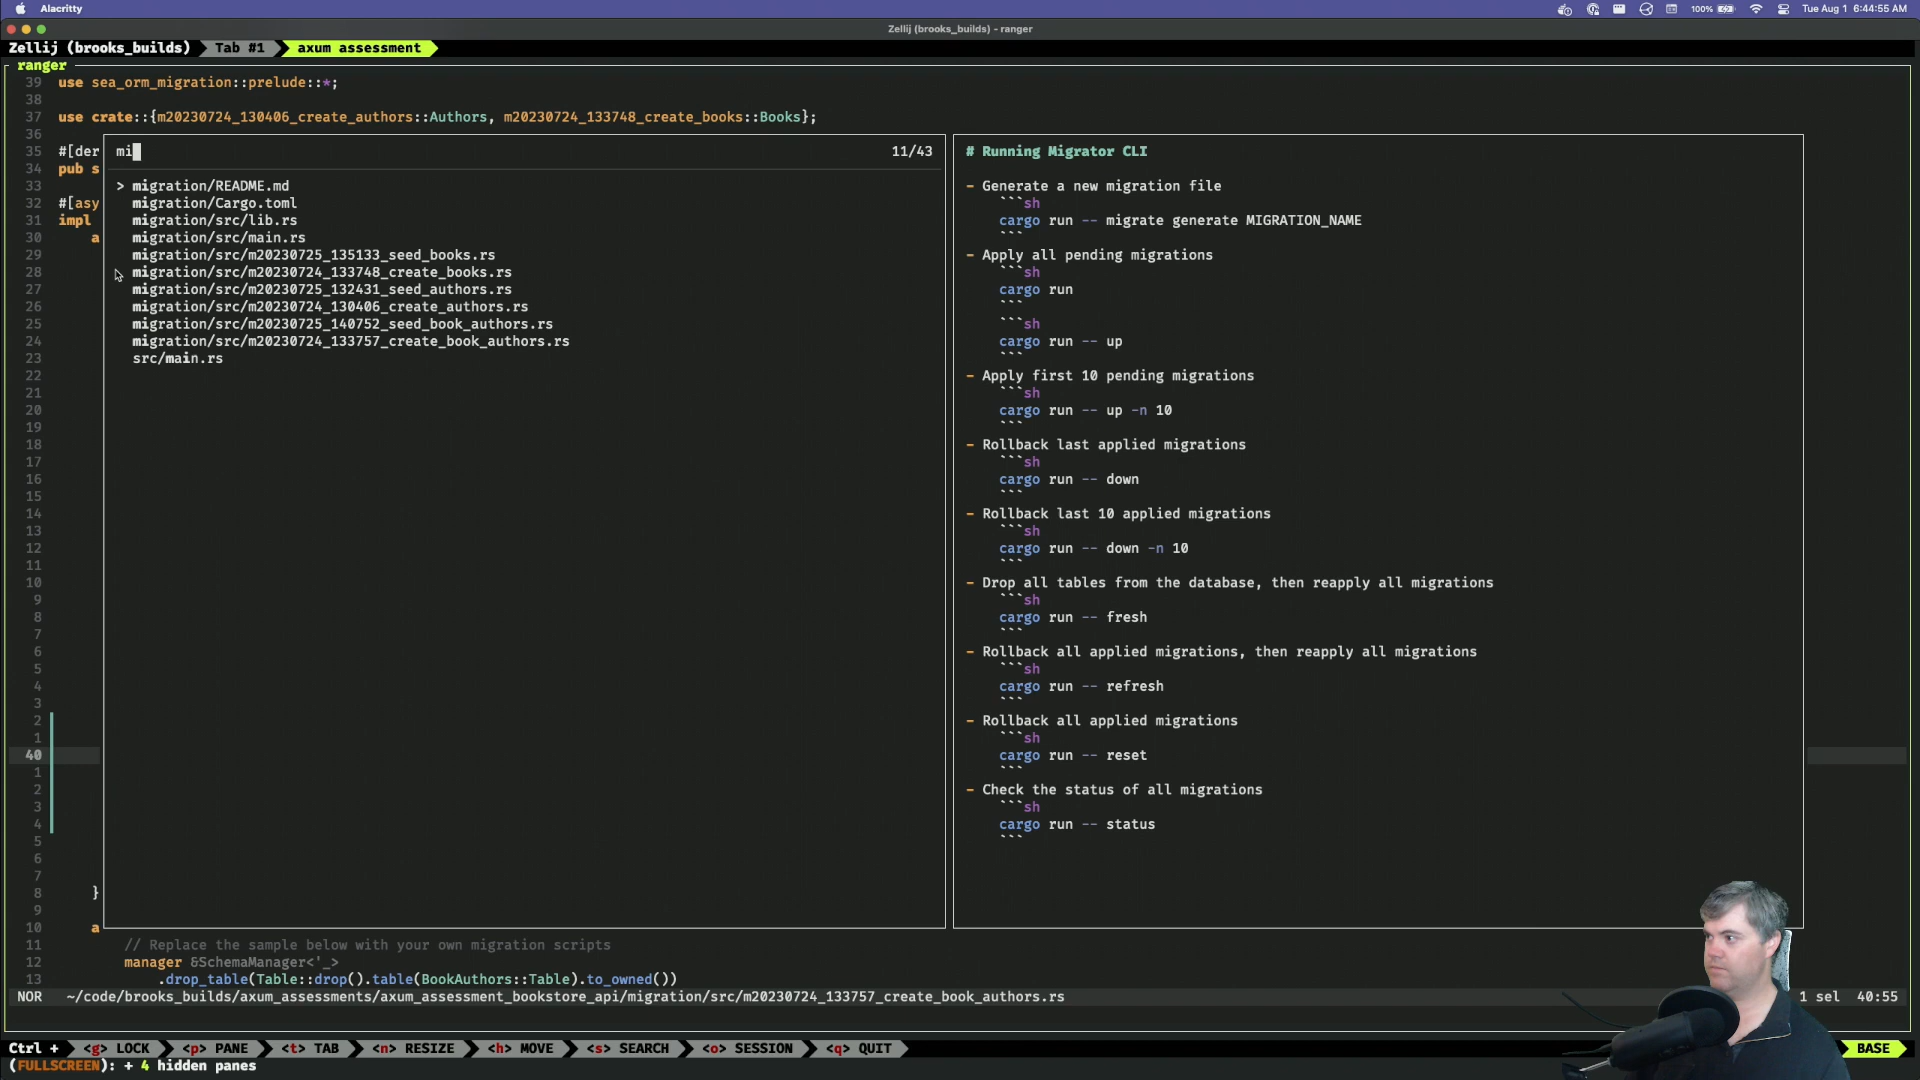 Alacritty
100%
Tue Aug 1 6:44:55 AM
Zellij (brooks_builds) - ranger
Zellij (brooks_builds) Tab #1 axum assessment
ranger
39 use sea_orm_migration::prelude::*;
38
37 use crate::{m20230724_130406_create_authors::Authors, m20230724_133748_create_books::Books};
36
35 #[der
34 pub s
33
32 #[asy
31 impl
30 a
29
28
27
26
25
24
23
22
21
20
19
18
17
16
15
14
13
12
11
10
9
8
7
6
5
4
3
2
1
40
1
2
3
4
5
6
7
8 }
9
10 a
mi 11/43
> migration/README.md
migration/Cargo.toml
migration/src/lib.rs
migration/src/main.rs
migration/src/m20230725_135133_seed_books.rs
migration/src/m20230724_133748_create_books.rs
migration/src/m20230725_132431_seed_authors.rs
migration/src/m20230724_130406_create_authors.rs
migration/src/m20230725_140752_seed_book_authors.rs
migration/src/m20230724_133757_create_book_authors.rs
src/main.rs
# Running Migrator CLI
- Generate a new migration file
```sh
cargo run -- migrate generate MIGRATION_NAME
```
- Apply all pending migrations
```sh
cargo run
```
```sh
cargo run -- up
```
- Apply first 10 pending migrations
```sh
cargo run -- up -n 10
```
- Rollback last applied migrations
```sh
cargo run -- down
```
- Rollback last 10 applied migrations
```sh
cargo run -- down -n 10
```
- Drop all tables from the database, then reapply all migrations
```sh
cargo run -- fresh
```
- Rollback all applied migrations, then reapply all migrations
```sh
cargo run -- refresh
```
- Rollback all applied migrations
```sh
cargo run -- reset
```
- Check the status of all migrations
```sh
cargo run -- status
```
11 // Replace the sample below with your own migration scripts
12 manager &SchemaManager<'_>
13 .drop_table(Table::drop().table(BookAuthors::Table).to_owned())
NOR ~/code/brooks_builds/axum_assessments/axum_assessment_bookstore_api/migration/src/m20230724_133757_create_book_authors.rs 1 sel 40:55
Ctrl + <g> LOCK <p> PANE <t> TAB <n> RESIZE <h> MOVE <s> SEARCH <o> SESSION <q> QUIT BASE
(FULLSCREEN): + 4 hidden panes